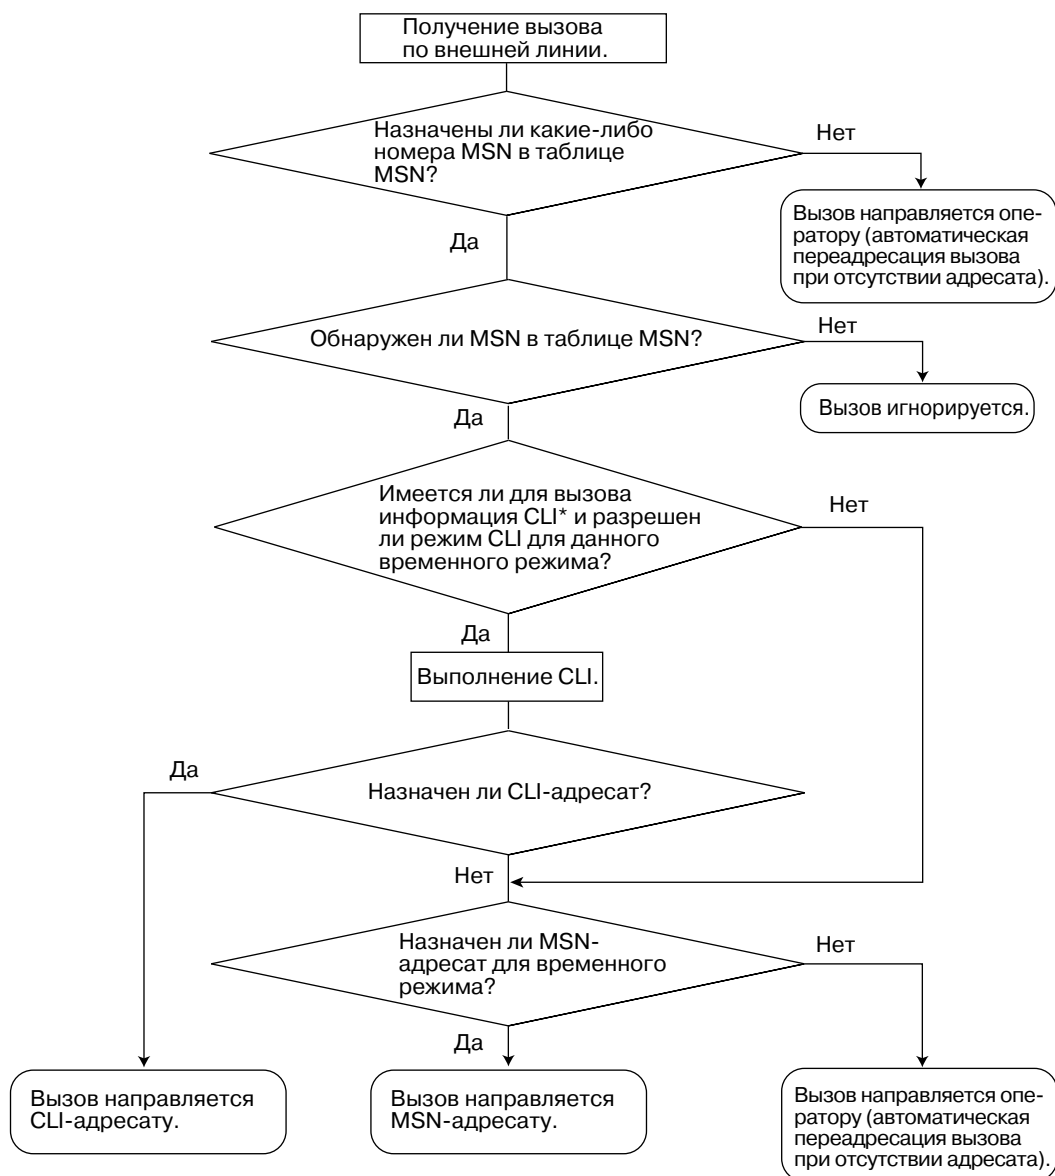 Получение вызова
по внешней линии.
Назначены ли какие-либо
номера MSN в таблице
MSN?
Нет
Вызов направляется опе-
ратору (автоматическая
переадресация вызова
при отсутствии адресата).
Да
Обнаружен ли MSN в таблице MSN?
Нет
Вызов игнорируется.
Да
Имеется ли для вызова
информация CLI* и разрешен
ли режим CLI для данного
временного режима?
Нет
Да
Выполнение CLI.
Да
Назначен ли CLI-адресат?
Нет
Назначен ли MSN-
адресат для временного
режима?
Нет
Да
Вызов направляется
CLI-адресату.
Вызов направляется
MSN-адресату.
Вызов направляется опе-
ратору (автоматическая
переадресация вызова
при отсутствии адресата).